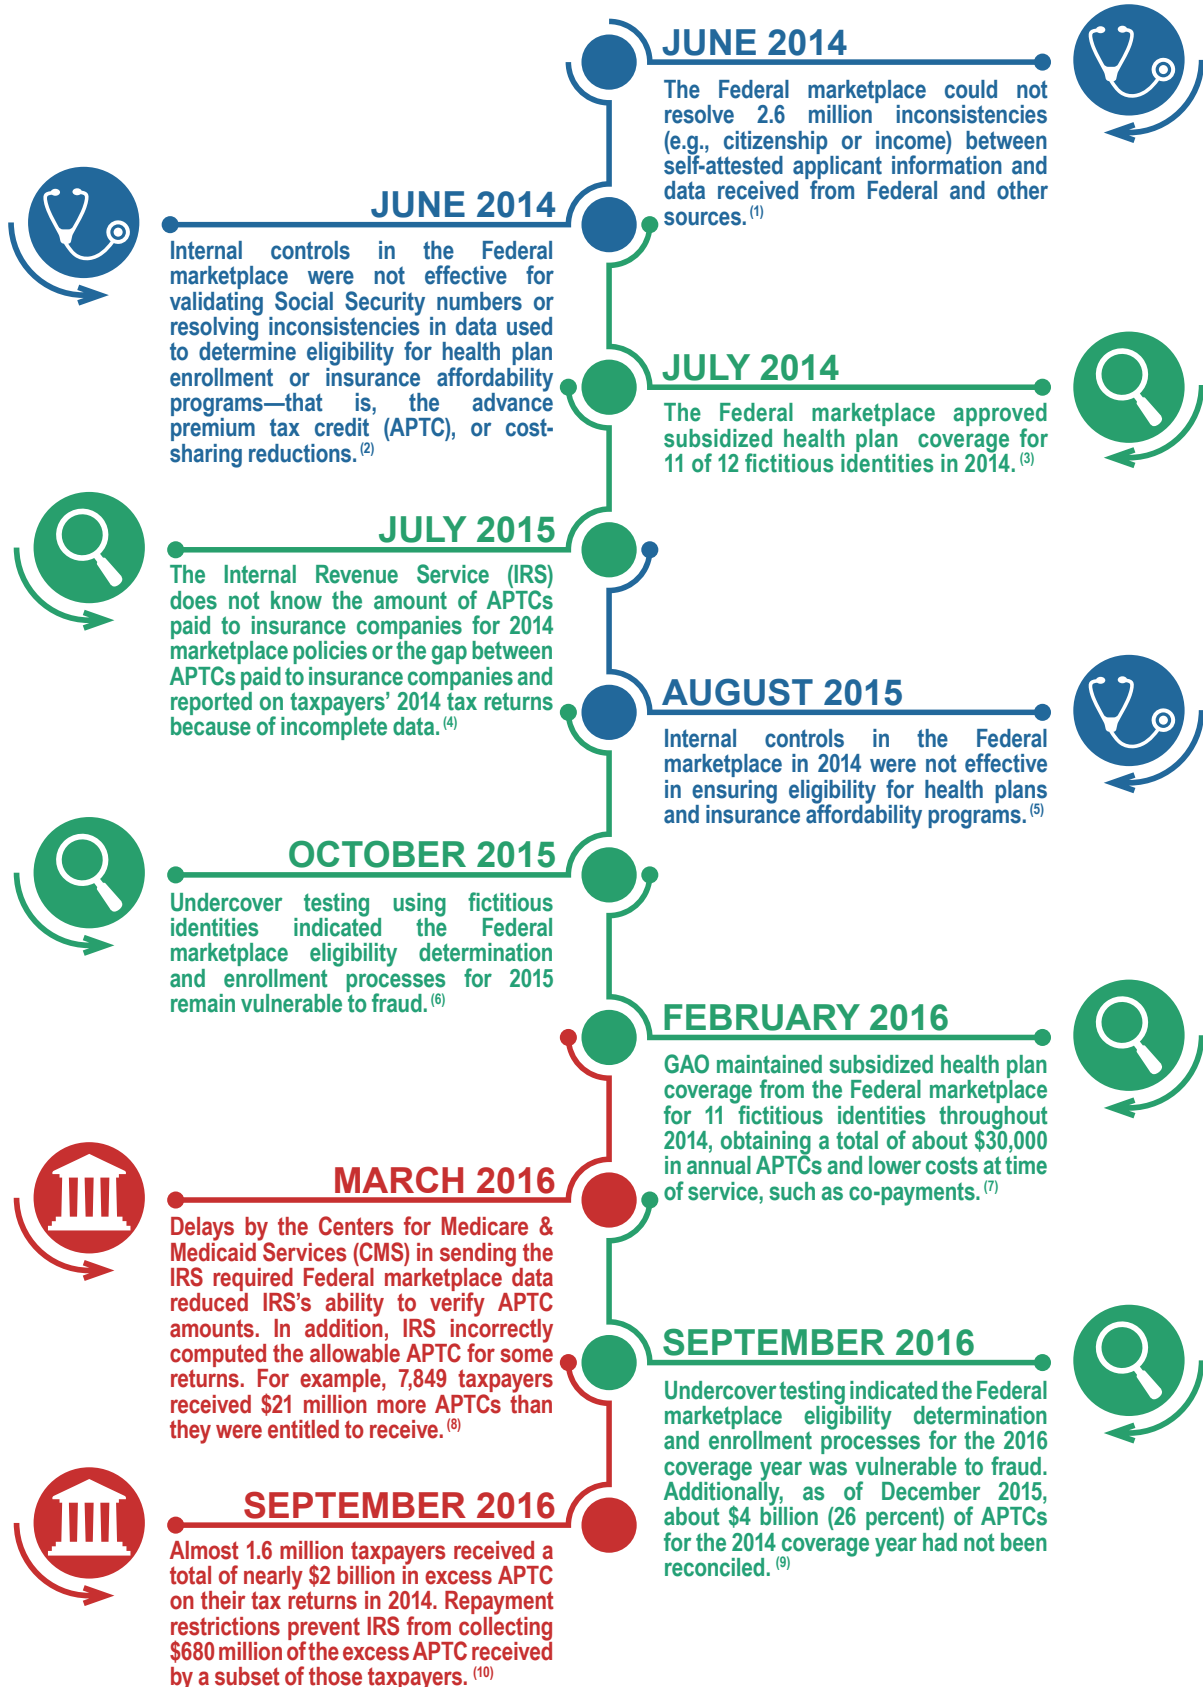 JUNE 2014
The Federal marketplace could not
resolve 2.6 million inconsistencies
(e.g., citizenship or income) between
self-attested applicant information and
data received from Federal and other
sources. (1)
JUNE 2014
Internal controls in the Federal
marketplace were not effective for
validating Social Security numbers or
resolving inconsistencies in data used
to determine eligibility for health plan
enrollment or insurance affordability
programs—that is, the advance
premium tax credit (APTC), or cost-
sharing reductions. (2)
JULY 2014
The Federal marketplace approved
subsidized health plan coverage for
11 of 12 fictitious identities in 2014. (3)
JULY 2015
The Internal Revenue Service (IRS)
does not know the amount of APTCs
paid to insurance companies for 2014
marketplace policies or the gap between
APTCs paid to insurance companies and
reported on taxpayers’ 2014 tax returns
because of incomplete data. (4)
AUGUST 2015
Internal controls in the Federal
marketplace in 2014 were not effective
in ensuring eligibility for health plans
and insurance affordability programs. (5)
OCTOBER 2015
Undercover testing using fictitious
identities indicated the Federal
marketplace eligibility determination
and enrollment processes for 2015
remain vulnerable to fraud. (6)
FEBRUARY 2016
GAO maintained subsidized health plan
coverage from the Federal marketplace
for 11 fictitious identities throughout
2014, obtaining a total of about $30,000
in annual APTCs and lower costs at time
of service, such as co-payments. (7)
MARCH 2016
Delays by the Centers for Medicare &
Medicaid Services (CMS) in sending the
IRS required Federal marketplace data
reduced IRS’s ability to verify APTC
amounts. In addition, IRS incorrectly
computed the allowable APTC for some
returns. For example, 7,849 taxpayers
received $21 million more APTCs than
they were entitled to receive. (8)
SEPTEMBER 2016
Undercover testing indicated the Federal
marketplace eligibility determination
and enrollment processes for the 2016
coverage year was vulnerable to fraud.
Additionally, as of December 2015,
about $4 billion (26 percent) of APTCs
for the 2014 coverage year had not been
reconciled. (9)
SEPTEMBER 2016
Almost 1.6 million taxpayers received a
total of nearly $2 billion in excess APTC
on their tax returns in 2014. Repayment
restrictions prevent IRS from collecting
$680 million of the excess APTC received
by a subset of those taxpayers. (10)